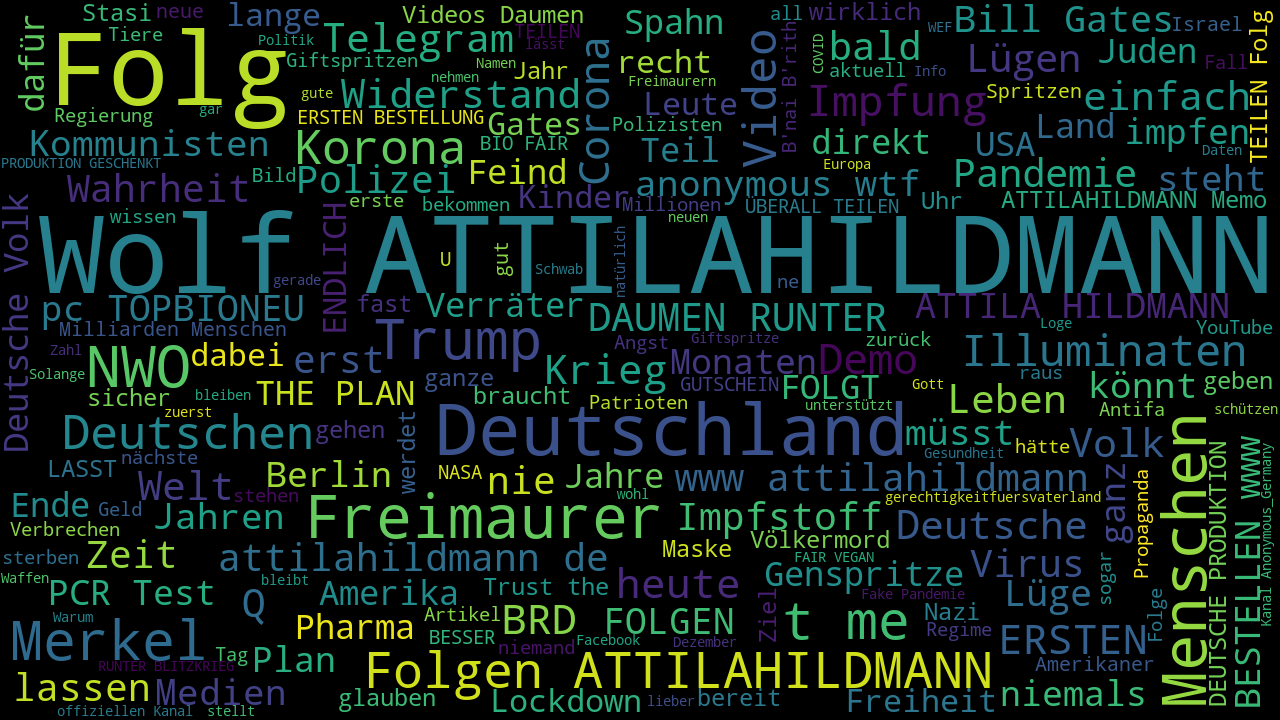 Stasi neue lange Videos Daumen Spahn all wirklich WEF Bill Gates Israel
dafür Folg Tiere Politik Telegram TEILEN lässt Corona recht Video B'nai B'rith COVID bald Lügen Juden Fall TEILEN Folg
Giftspritzen nehmen Namen Jahr Freimaurern aktuell Info
gute Widerstand Leute Impfung Spritzen einfach
Regierung gar ERSTEN BESTELLUNG Gates Polizisten direkt USA Land impfen
Kommunisten Korona BIO FAIR Teil Daten
PRODUKTION GESCHENKT Bild Polizei Feind anonymous wtf Europa Pandemie steht
Wahrheit erste bekommen Kinder Millionen ÜBERALL TEILEN Uhr ATTILAHILDMANN Memo
Deutsche Volk wissen ENDLICH neuen
Wolf ATTILAHILDMANN
gerade U gut Schwab natürlich ne
pc TOPBIONEU fast Verräter DAUMEN RUNTER ATTILA HILDMANN
Milliarden Menschen Angst Giftspritze zurück Loge YouTube
Zahl NWO dabei erst Trump Krieg Monaten Demo Illuminaten
Solange sicher bleiben THE PLAN ganze braucht GUTSCHEIN FOLGT Gott Leben raus könnt geben
zuerst Patrioten unterstützt Antifa schützen
Deutschen gehen werdet Deutschland müsst hätte Volk Menschen
LASST nächste Gesundheit
Welt stehen Berlin NASA nie Jahre www attilahildmann ganz Propaganda DEUTSCHE PRODUKTION BESTELLEN www Kanal Anonymous_Germany
Ende Geld wohl gerechtigkeitfuersvaterland
Verbrechen Jahren Freimaurer Impfstoff Deutsche
sterben Zeit attilahildmann de Maske Völkermord FAIR VEGAN Virus sogar
Waffen bleibt Genspritze
PCR Test Q Amerika Trust the heute Ziel Fake Pandemie Lüge Folge
Warum Pharma Artikel BRD FOLGEN t me Nazi
Merkel BESSER niemand Facebook Dezember Regime ERSTEN
RUNTER BLITZKRIEG Tag Plan Amerikaner
lassen Medien Folgen ATTILAHILDMANN
offiziellen Kanal stellt glauben Lockdown lieber bereit Freiheit niemals